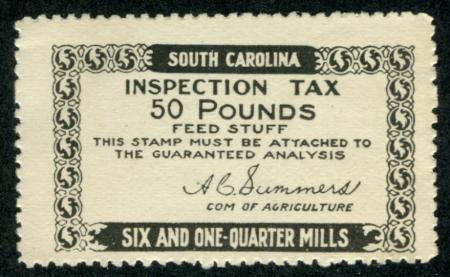 SOUTH CAROLINA
INSPECTION TAX
50 POUNDS
FEED STUFF
THIS STAMP MUST BE ATTACHED TO
THE GUARANTEED ANALYSIS
A C Summers
COM OF AGRICULTURE
SIX AND ONE-QUARTER MILLS